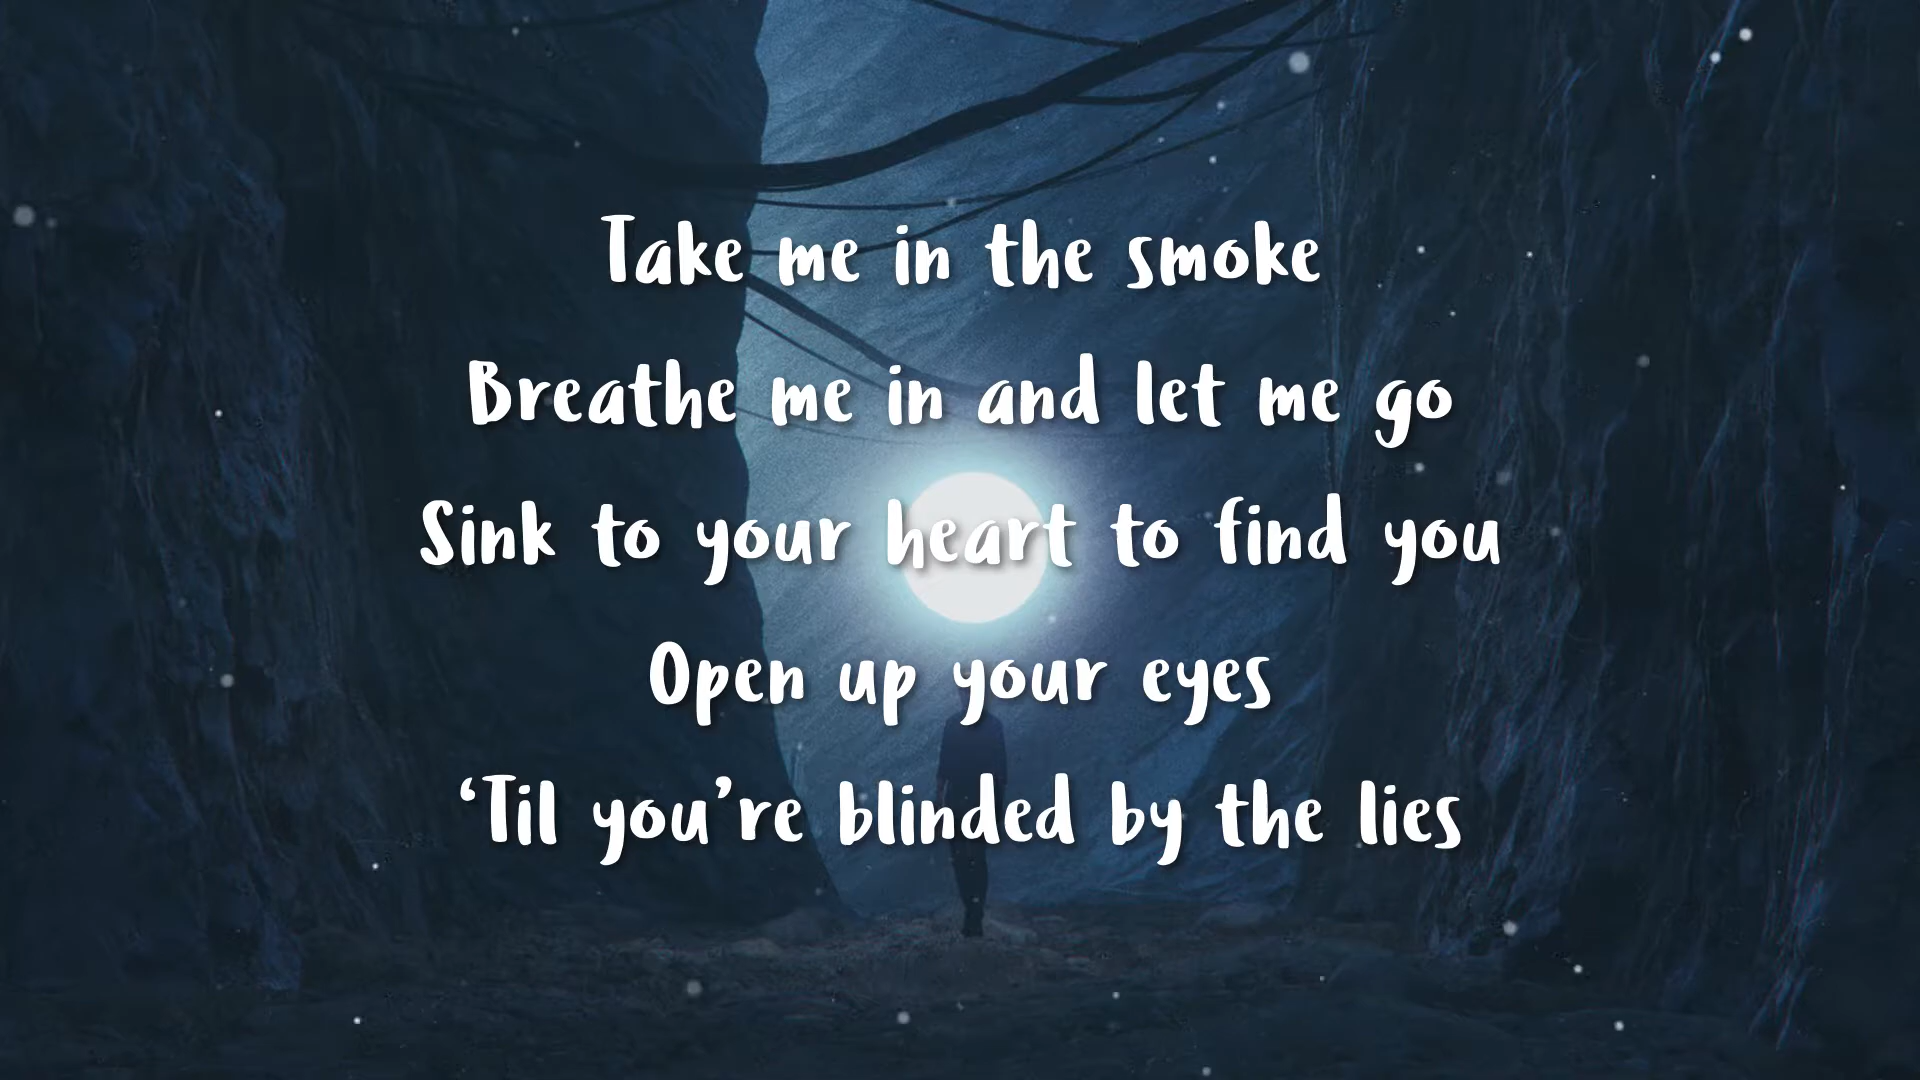 Take me in the smoke
Breathe me in and let me go
Sink to your heart to find you
Open up your eyes
‘Til you’re blinded by the lies